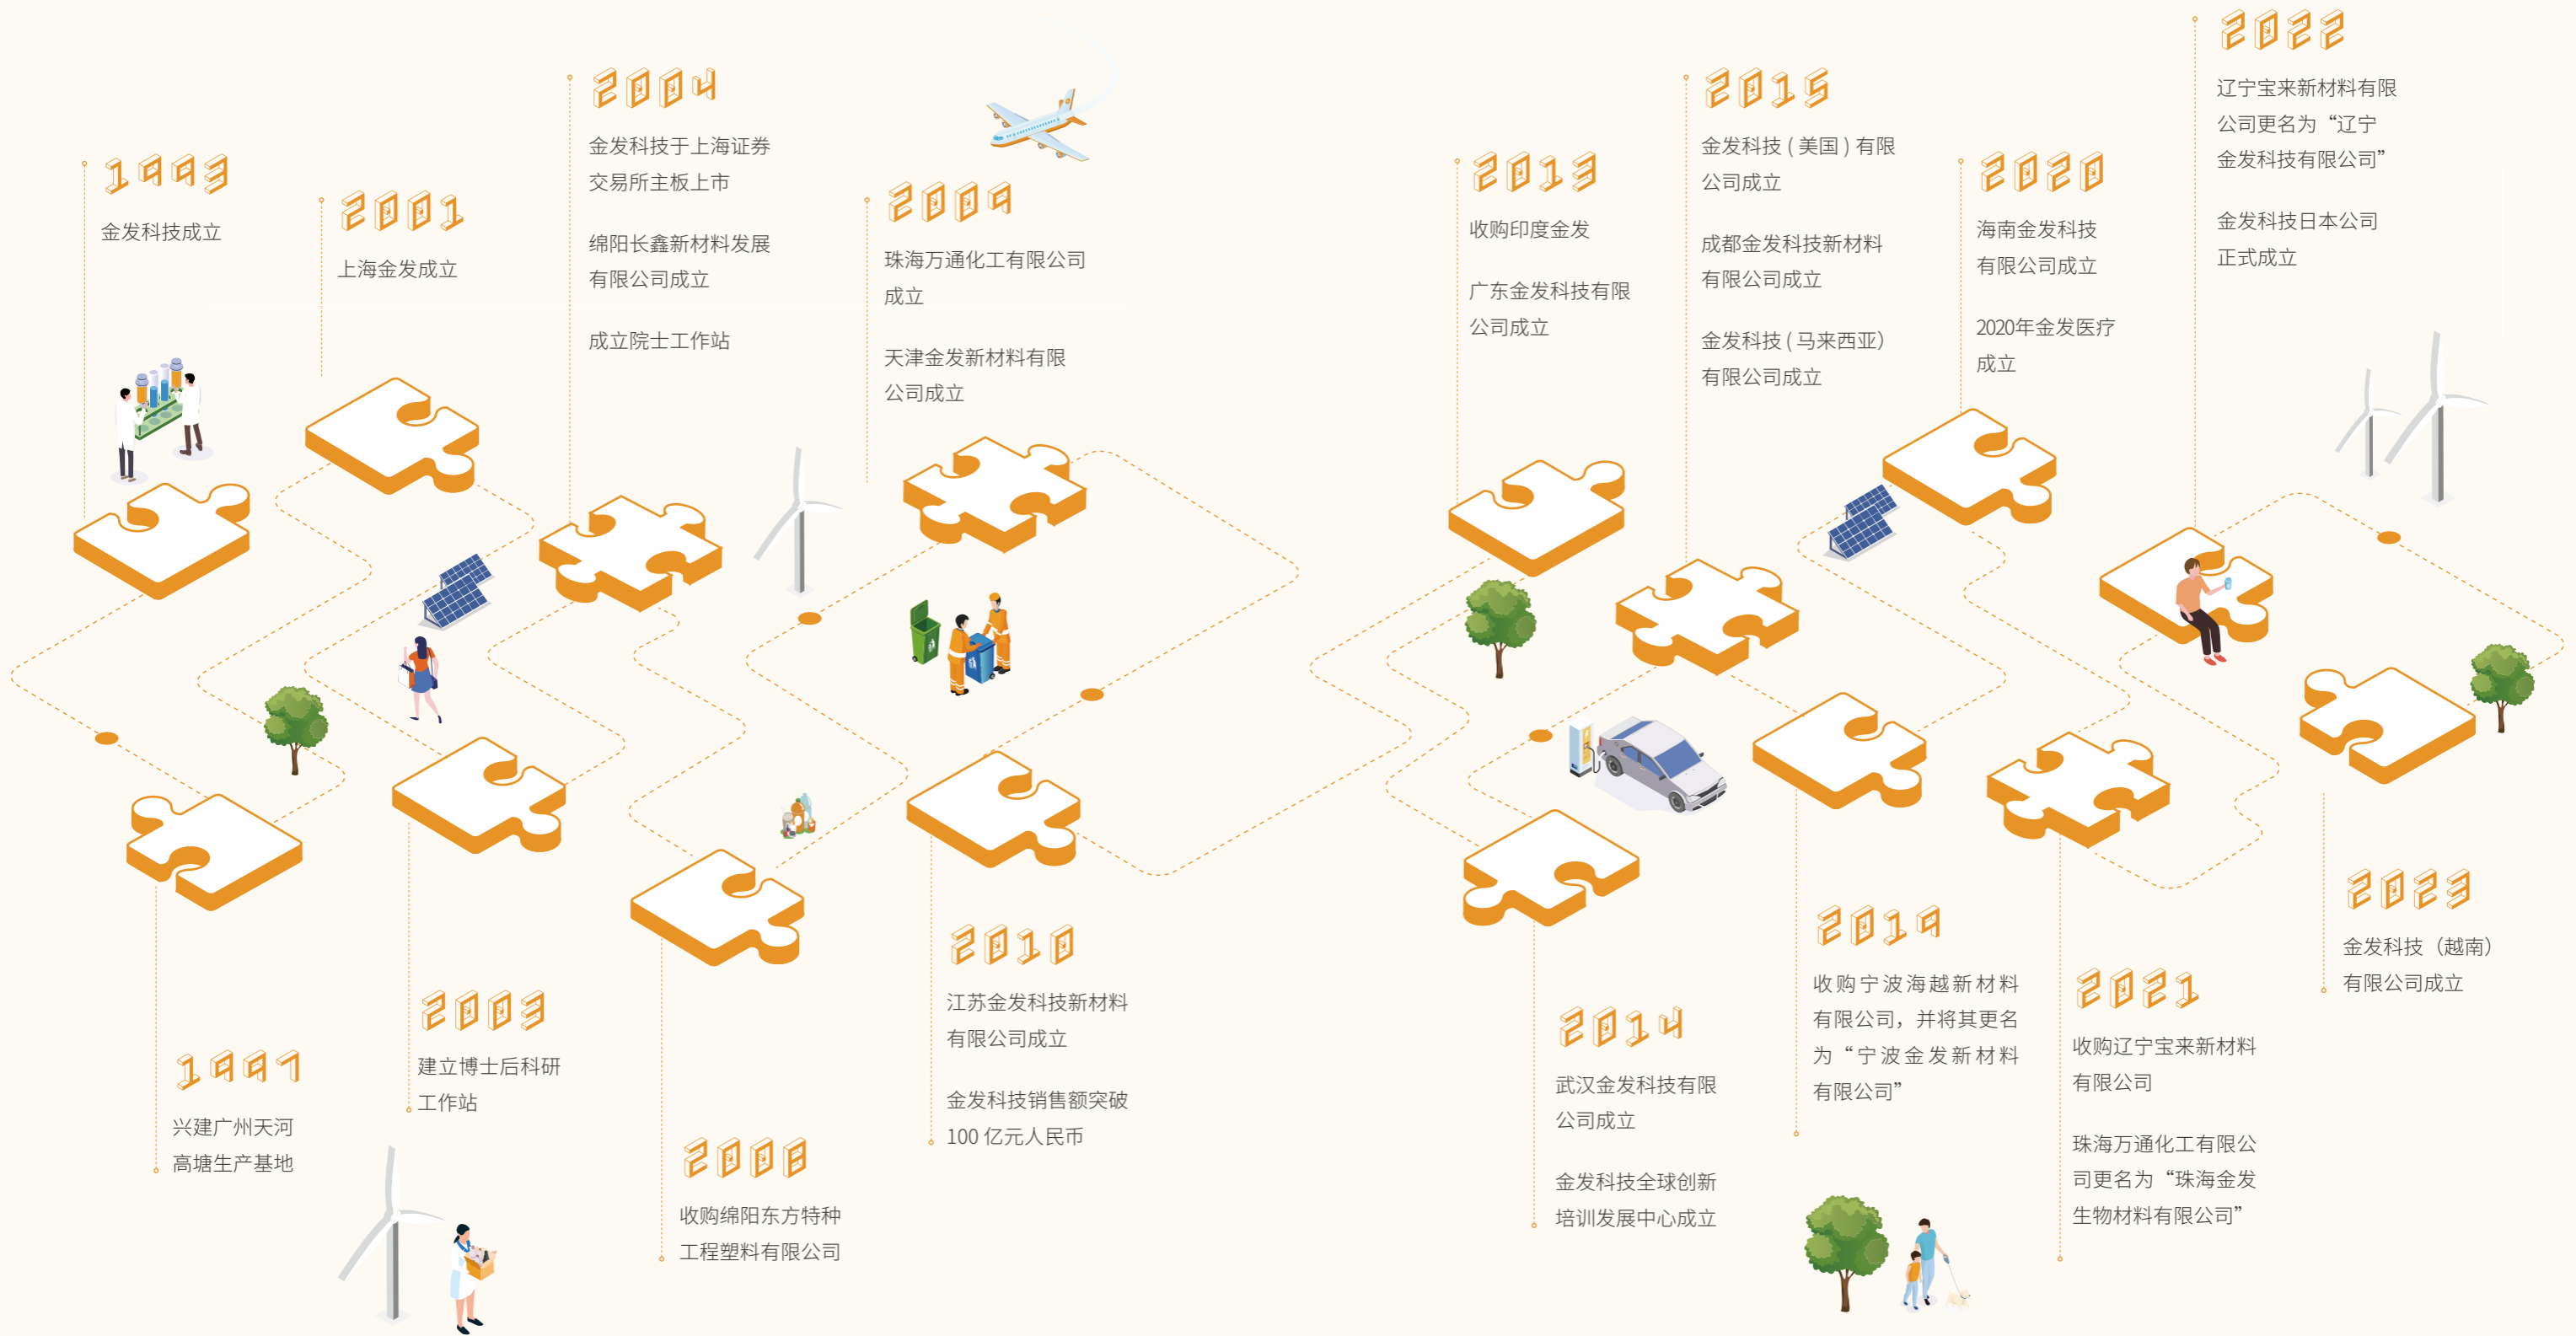 1993
金发科技成立
1997
兴建广州天河
高塘生产基地
2001
上海金发成立
2003
建立博士后科研
工作站
2004
金发科技于上海证券
交易所主板上市
绵阳长鑫新材料发展
有限公司成立
成立院士工作站
2008
收购绵阳东方特种
工程塑料有限公司
2009
珠海万通化工有限公司
成立
天津金发新材料有限
公司成立
2010
江苏金发科技新材料
有限公司成立
金发科技销售额突破
100 亿元人民币
2013
收购印度金发
广东金发科技有限
公司成立
2014
武汉金发科技有限
公司成立
金发科技全球创新
培训发展中心成立
2015
金发科技 ( 美国 ) 有限
公司成立
成都金发科技新材料
有限公司成立
金发科技 ( 马来西亚）
有限公司成立
2019
收购宁波海越新材料
有限公司，并将其更名
为“宁波金发新材料
有限公司”
2020
海南金发科技
有限公司成立
2020年金发医疗
成立
2021
收购辽宁宝来新材料
有限公司
珠海万通化工有限公
司更名为“珠海金发
生物材料有限公司”
2022
辽宁宝来新材料有限
公司更名为“辽宁
金发科技有限公司”
金发科技日本公司
正式成立
2023
金发科技（越南）
有限公司成立